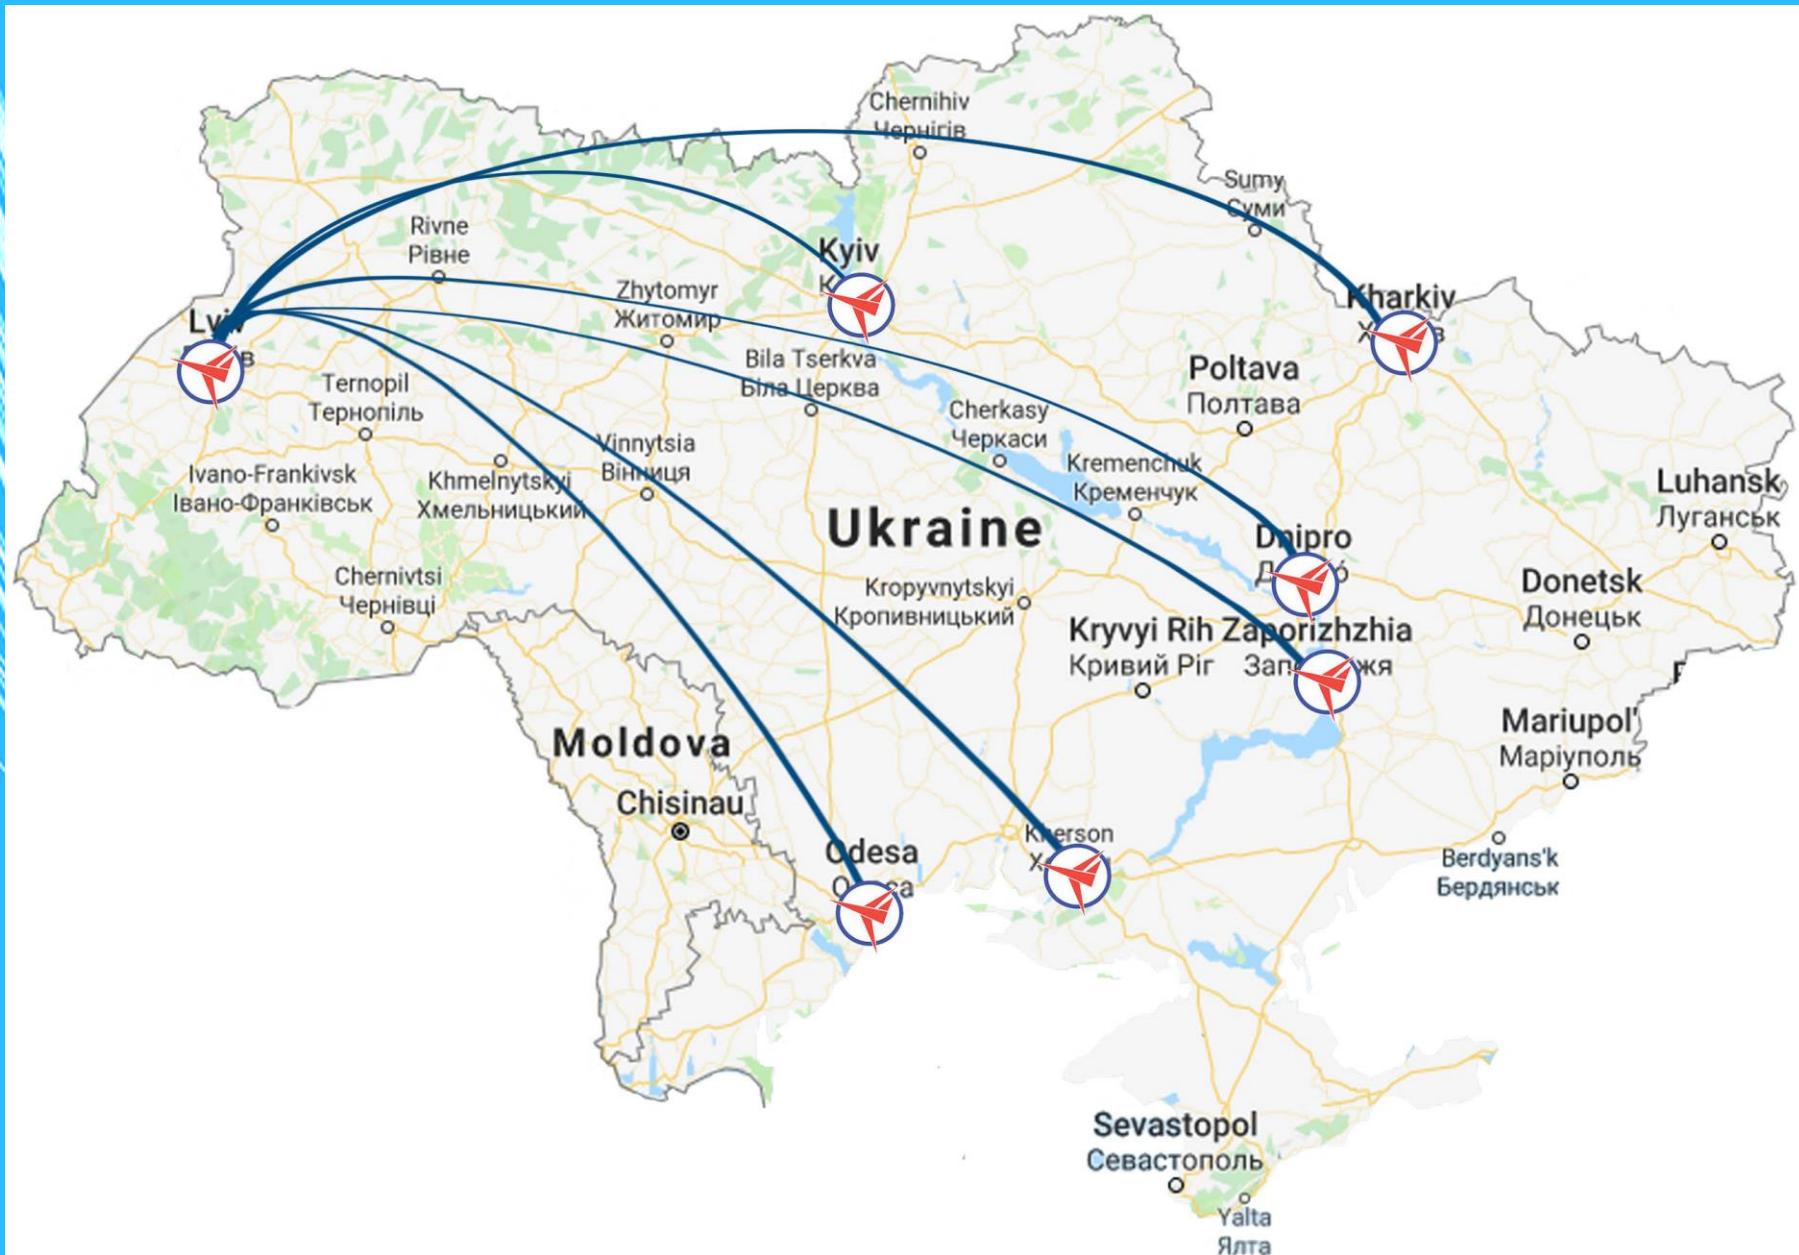 Chernihiv
Чернігів
Sumy
Суми
Rivne
Рівне
Kyiv
Zhytomyr
Житомир
Kharkiv
Lviv
Bila Tserkva
Біла Церква
Poltava
Полтава
Ternopil
Тернопіль
Cherkasy
Черкаси
Vinnytsia
Вінниця
Kremenchuk
Кременчук
Ivano-Frankivsk
Івано-Франківськ
Khmelnytskyi
Хмельницький
Luhansk
Луганськ
Ukraine
Dnipro
Chernivtsi
Чернівці
Kropyvnytskyi
Кропивницький
Donetsk
Донецьк
Kryvyi Rih
Кривий Ріг
Zaporizhzhia
Moldova
Mariupol'
Маріуполь
Chisinau
Odesa
Kherson
Berdyans'k
Бердянськ
Sevastopol
Севастополь
Yalta
Ялта